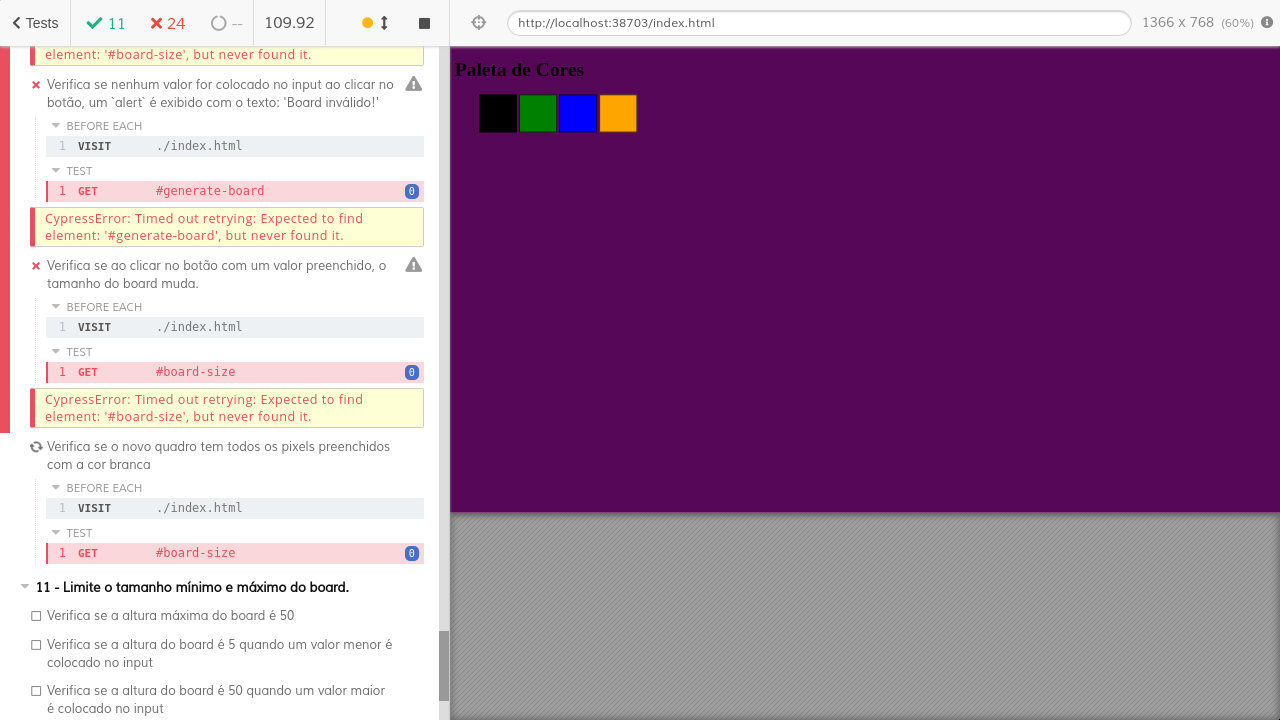 Tests
11
24
--
109.92
http://localhost:38703/index.html
1366 x 768 (60%)
element: '#board-size', but never found it.
Verifica se nenhum valor for colocado no input ao clicar no
botão, um `alert` é exibido com o texto: 'Board inválido!'
BEFORE EACH
1 VISIT ./index.html
TEST
1 GET #generate-board 0
CypressError: Timed out retrying: Expected to find
element: '#generate-board', but never found it.
Verifica se ao clicar no botão com um valor preenchido, o
tamanho do board muda.
BEFORE EACH
1 VISIT ./index.html
TEST
1 GET #board-size 0
CypressError: Timed out retrying: Expected to find
element: '#board-size', but never found it.
Verifica se o novo quadro tem todos os pixels preenchidos
com a cor branca
BEFORE EACH
1 VISIT ./index.html
TEST
1 GET #board-size 0
11 - Limite o tamanho mínimo e máximo do board.
Verifica se a altura máxima do board é 50
Verifica se a altura do board é 5 quando um valor menor é
colocado no input
Verifica se a altura do board é 50 quando um valor maior
é colocado no input
Paleta de Cores